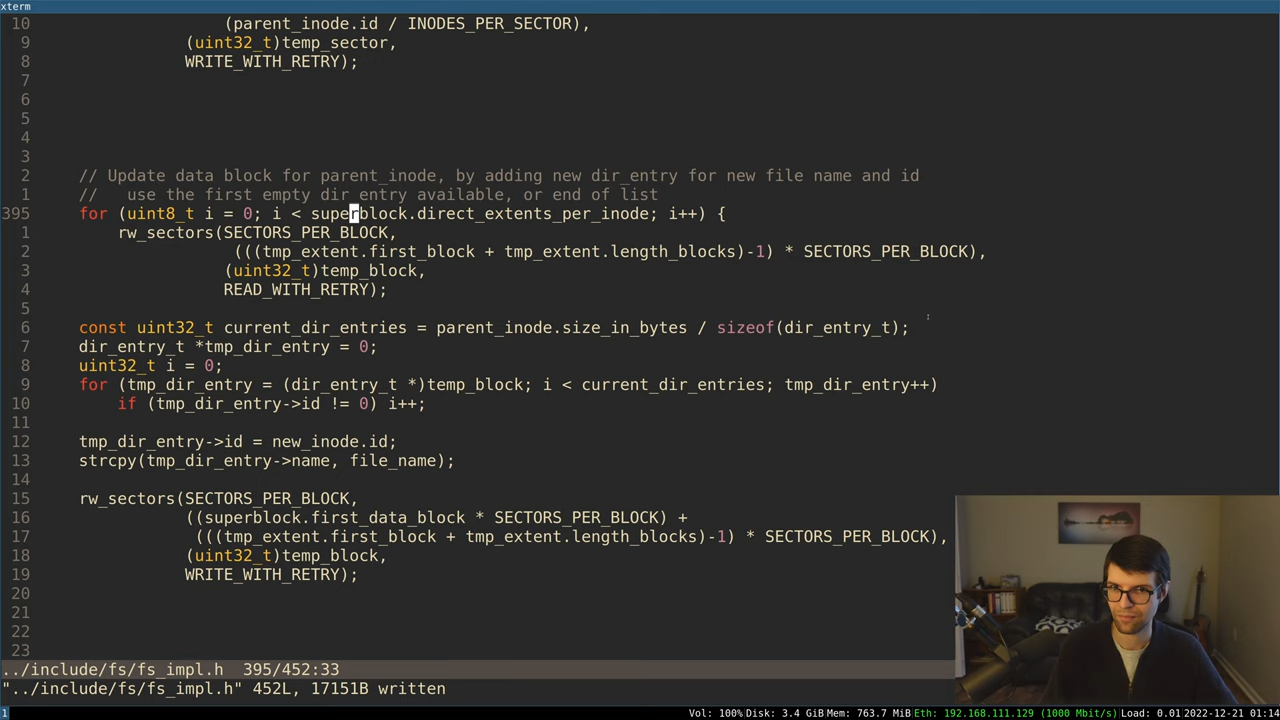 xterm
10 (parent_inode.id / INODES_PER_SECTOR),
9 (uint32_t)temp_sector,
8 WRITE_WITH_RETRY);
7
6
5
4
3
2 // Update data block for parent_inode, by adding new dir_entry for new file name and id
1 //   use the first empty dir_entry available, or end of list
395 for (uint8_t i = 0; i < superblock.direct_extents_per_inode; i++) {
1 rw_sectors(SECTORS_PER_BLOCK,
2 (((tmp_extent.first_block + tmp_extent.length_blocks)-1) * SECTORS_PER_BLOCK),
3 (uint32_t)temp_block,
4 READ_WITH_RETRY);
5
6 const uint32_t current_dir_entries = parent_inode.size_in_bytes / sizeof(dir_entry_t);
7 dir_entry_t *tmp_dir_entry = 0;
8 uint32_t i = 0;
9 for (tmp_dir_entry = (dir_entry_t *)temp_block; i < current_dir_entries; tmp_dir_entry++)
10 if (tmp_dir_entry->id != 0) i++;
11
12 tmp_dir_entry->id = new_inode.id;
13 strcpy(tmp_dir_entry->name, file_name);
14
15 rw_sectors(SECTORS_PER_BLOCK,
16 ((superblock.first_data_block * SECTORS_PER_BLOCK) +
17 (((tmp_extent.first_block + tmp_extent.length_blocks)-1) * SECTORS_PER_BLOCK),
18 (uint32_t)temp_block,
19 WRITE_WITH_RETRY);
20
21
22
23
../include/fs/fs_impl.h 395/452:33
"../include/fs/fs_impl.h" 452L, 17151B written
1 Vol: 100% Disk: 3.4 GiB Mem: 763.7 MiB Eth: 192.168.111.129 (1000 Mbit/s) Load: 0.01 2022-12-21 01:14